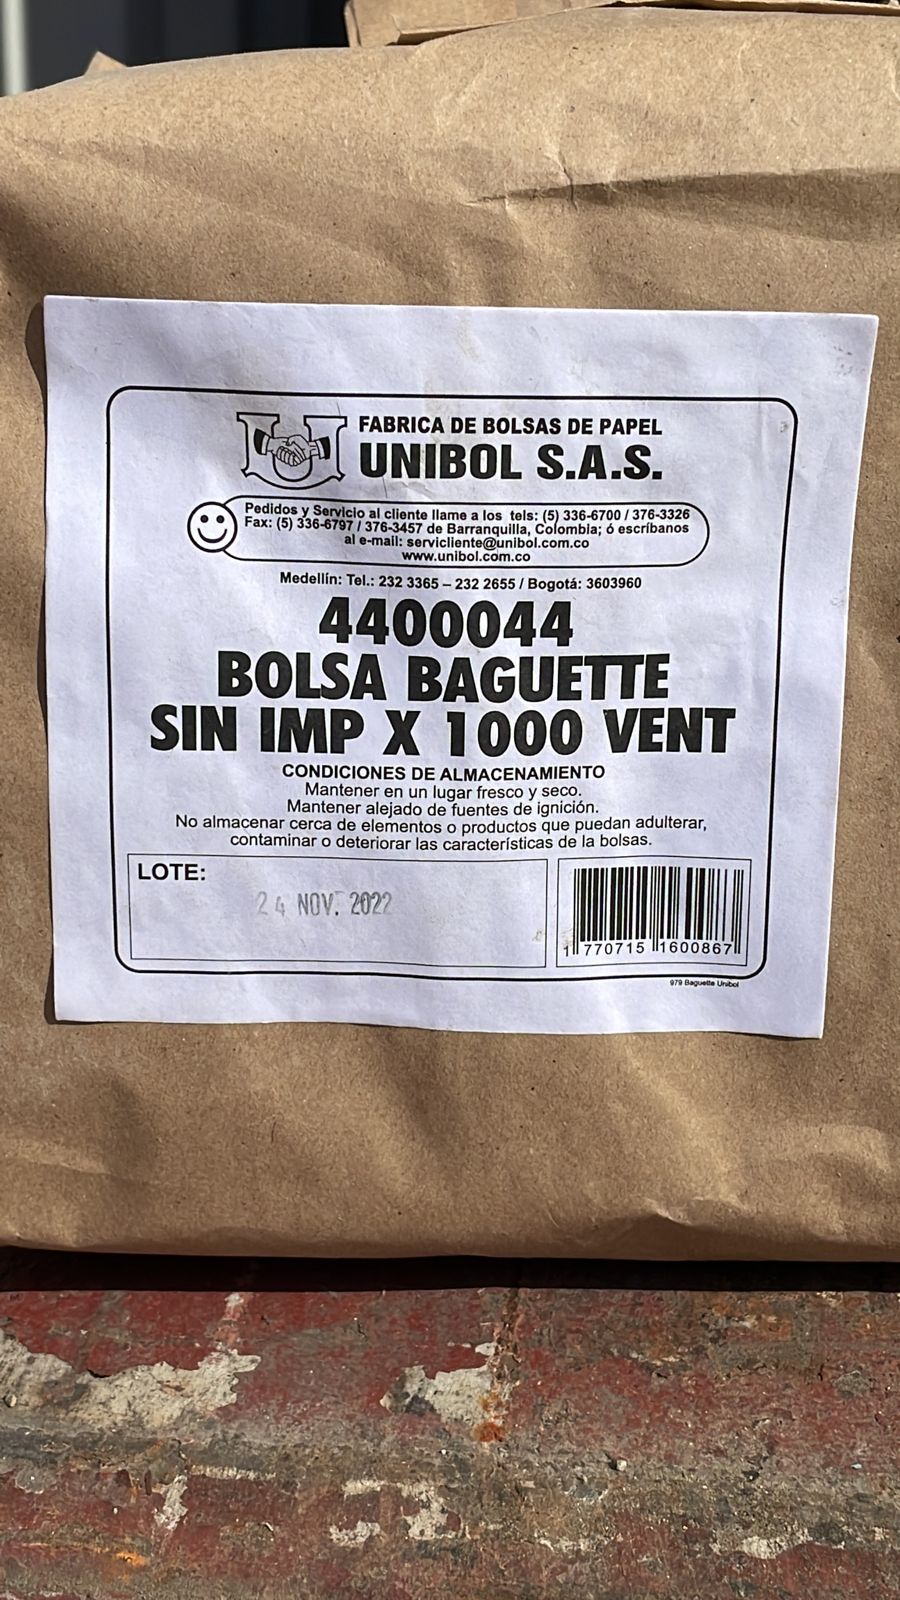 FABRICA DE BOLSAS DE PAPEL
UNIBOL S.A.S.
Pedidos y Servicio al cliente llame a los tels: (5) 336-6700 / 376-3326
Fax: (5) 336-6797 / 376-3457 de Barranquilla, Colombia; ó escríbanos
al e-mail: servicliente@unibol.com.co
www.unibol.com.co
Medellín: Tel.: 232 3365 – 232 2655 / Bogotá: 3603960
4400044
BOLSA BAGUETTE
SIN IMP X 1000 VENT
CONDICIONES DE ALMACENAMIENTO
Mantener en un lugar fresco y seco.
Mantener alejado de fuentes de ignición.
No almacenar cerca de elementos o productos que puedan adulterar,
contaminar o deteriorar las características de la bolsas.
LOTE:
24 NOV. 2022
1 770715 1600867
979 Baguette Unibol